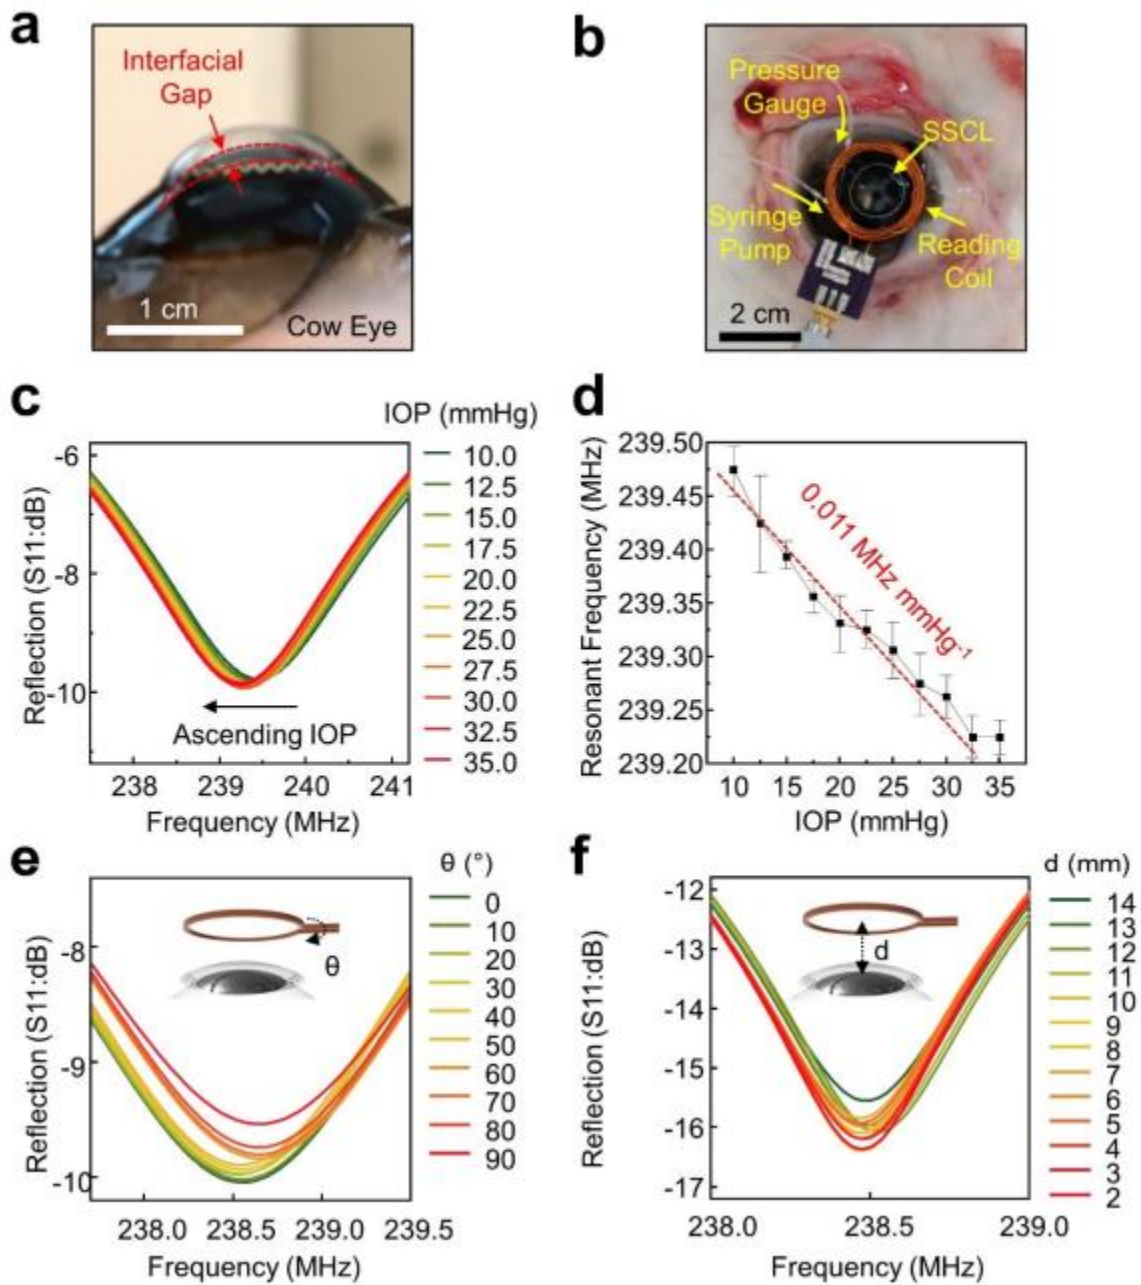 a
Interfacial
Gap
1 cm
Cow Eye
b
Pressure
Gauge
SSCL
Syringe
Pump
Reading
Coil
2 cm
c
IOP (mmHg)
-6
-8
-10
Reflection (S11:dB)
Ascending IOP
238
239
240
241
Frequency (MHz)
10.0
12.5
15.0
17.5
20.0
22.5
25.0
27.5
30.0
32.5
35.0
d
239.50
239.45
239.40
239.35
239.30
239.25
239.20
Resonant Frequency (MHz)
0.011 MHz mmHg⁻¹
10
15
20
25
30
35
IOP (mmHg)
e
θ (°)
-8
-9
-10
Reflection (S11:dB)
θ
238.0
238.5
239.0
239.5
Frequency (MHz)
0
10
20
30
40
50
60
70
80
90
f
d (mm)
-12
-13
-14
-15
-16
-17
Reflection (S11:dB)
d
238.0
238.5
239.0
Frequency (MHz)
14
13
12
11
10
9
8
7
6
5
4
3
2